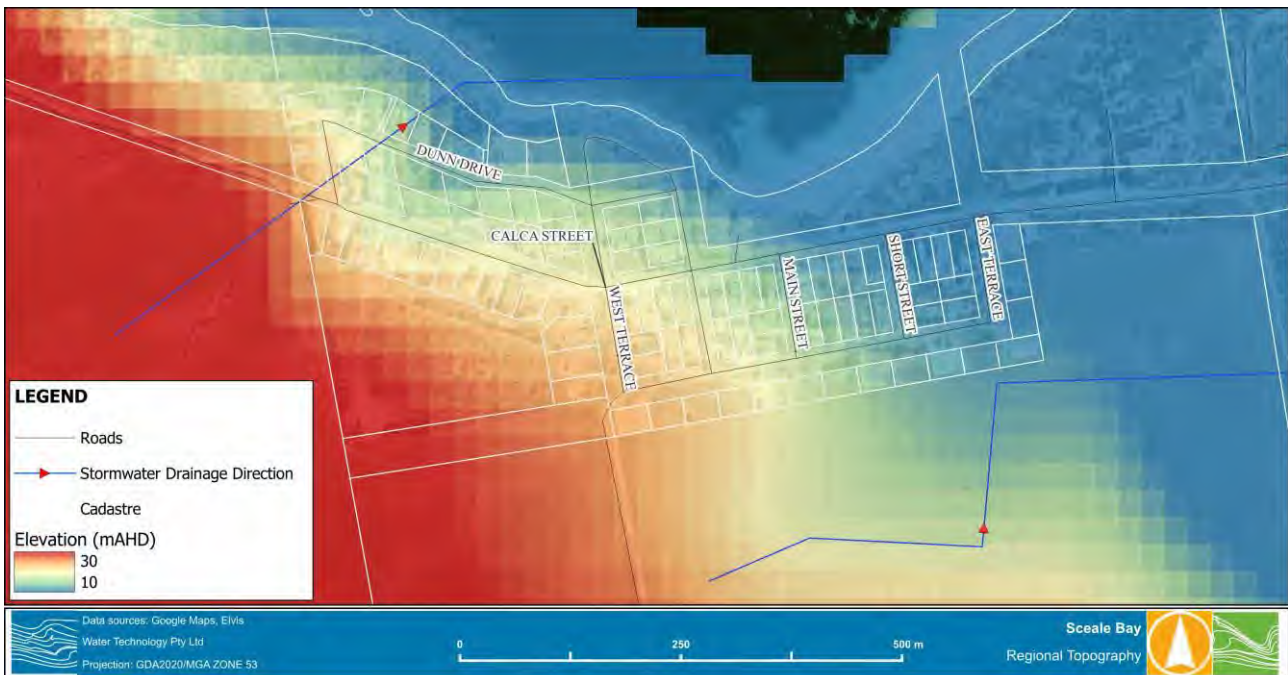 DUNN DRIVE
CALCA STREET
WEST TERRACE
MAIN STREET
SHORT STREET
EAST TERRACE
LEGEND
Roads
Stormwater Drainage Direction
Cadastre
Elevation (mAHD)
30
10
Data sources: Google Maps, Elvis
Water Technology Pty Ltd
Projection: GDA2020/MGA ZONE 53
0 250 500 m
Sceale Bay
Regional Topography